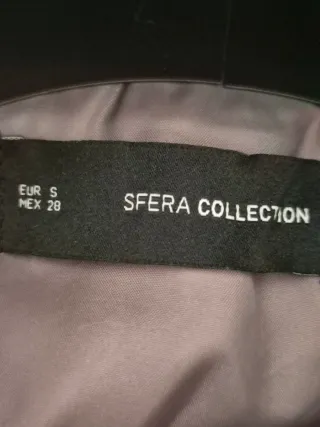 EUR S
MEX 28
SFERA COLLECTION